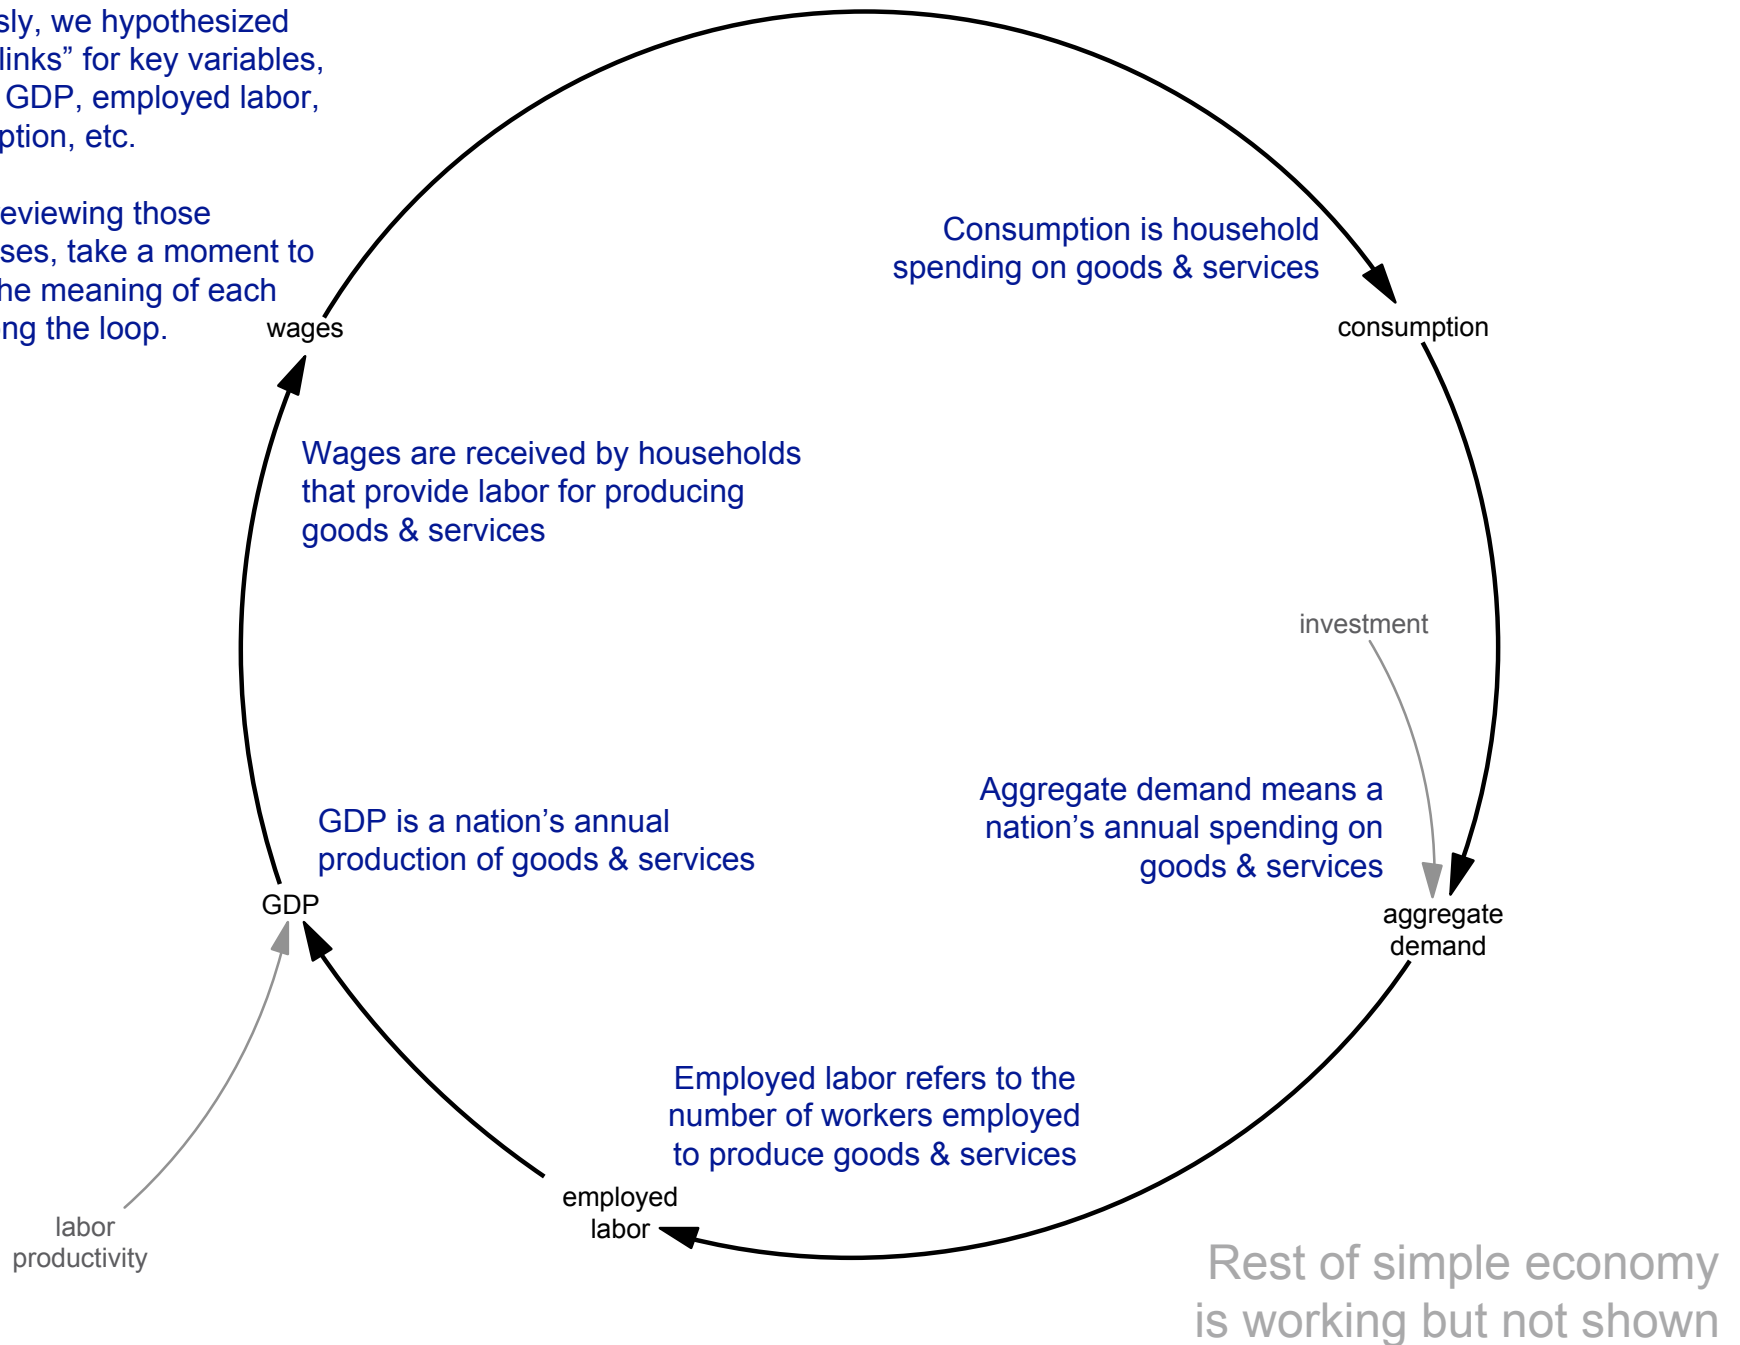 sly, we hypothesized
links” for key variables,
GDP, employed labor,
ption, etc.
eviewing those
ses, take a moment to
he meaning of each
ng the loop.
wages
Consumption is household
spending on goods & services
consumption
Wages are received by households
that provide labor for producing
goods & services
investment
Aggregate demand means a
nation’s annual spending on
goods & services
aggregate
demand
GDP is a nation’s annual
production of goods & services
GDP
Employed labor refers to the
number of workers employed
to produce goods & services
employed
labor
labor
productivity
Rest of simple economy
is working but not shown